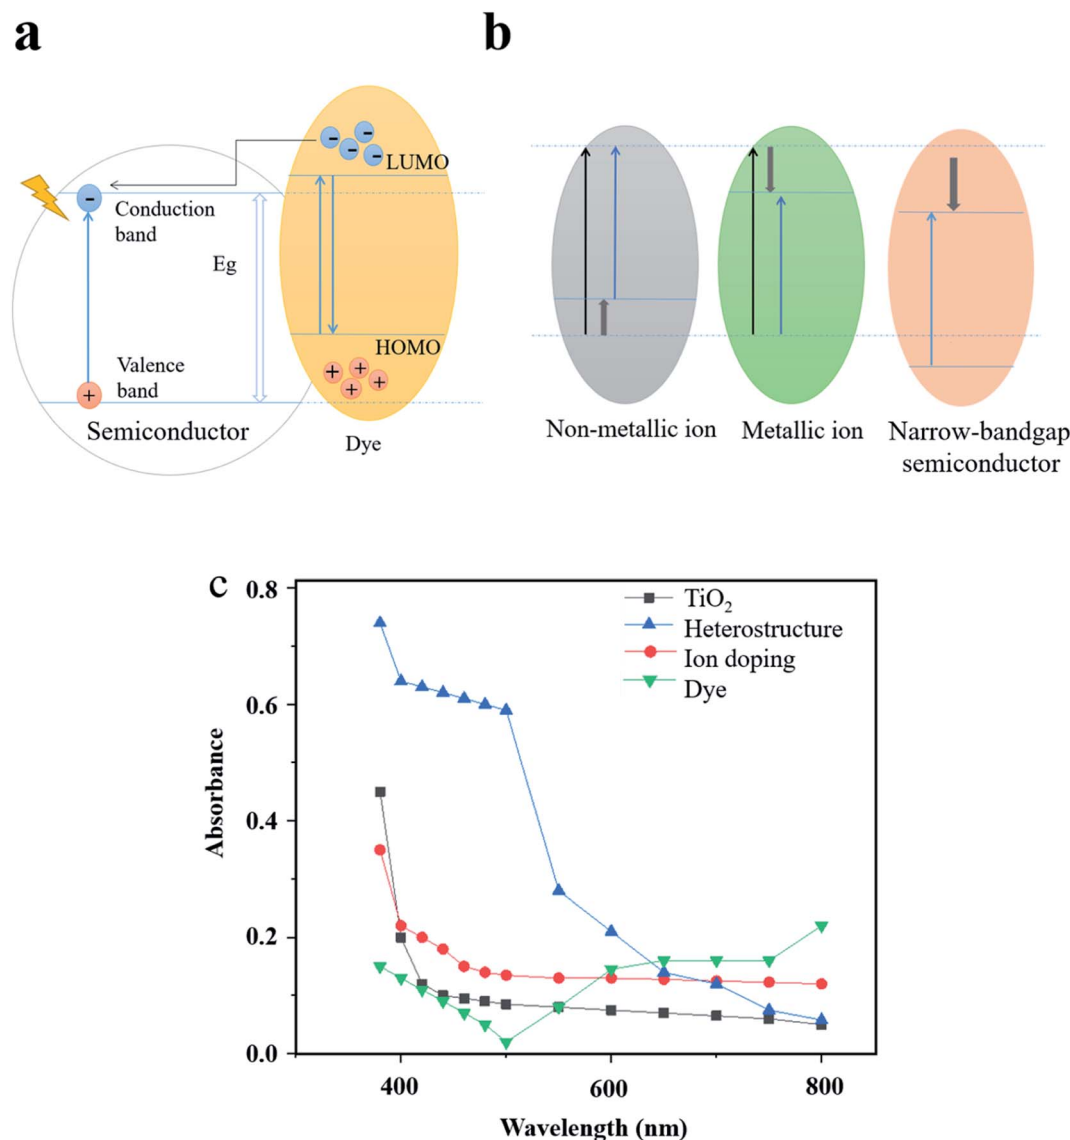 a
b
LUMO
Conduction
band
Eg
HOMO
Valence
band
Semiconductor
Dye
Non-metallic ion
Metallic ion
Narrow-bandgap
semiconductor
c
TiO₂
Heterostructure
Ion doping
Dye
Absorbance
0.8
0.6
0.4
0.2
0.0
400
600
800
Wavelength (nm)